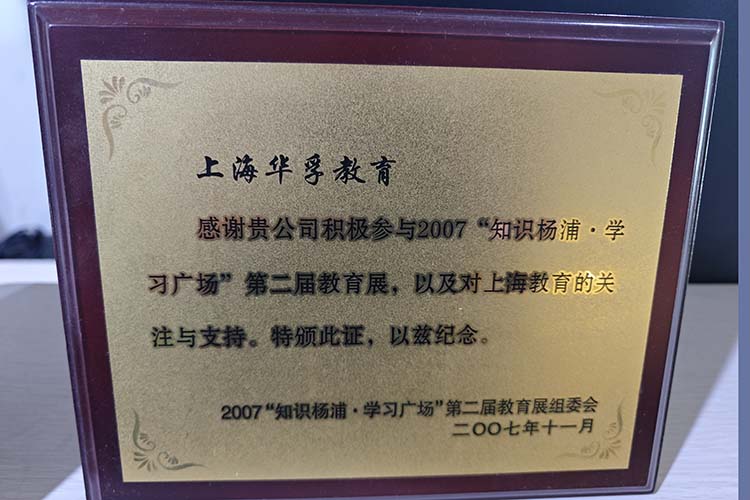 上海华孚教育
感谢贵公司积极参与2007“知识杨浦·学
习广场”第二届教育展，以及对上海教育的关
注与支持。特颁此证，以兹纪念。
2007“知识杨浦·学习广场”第二届教育展组委会
二〇〇七年十一月